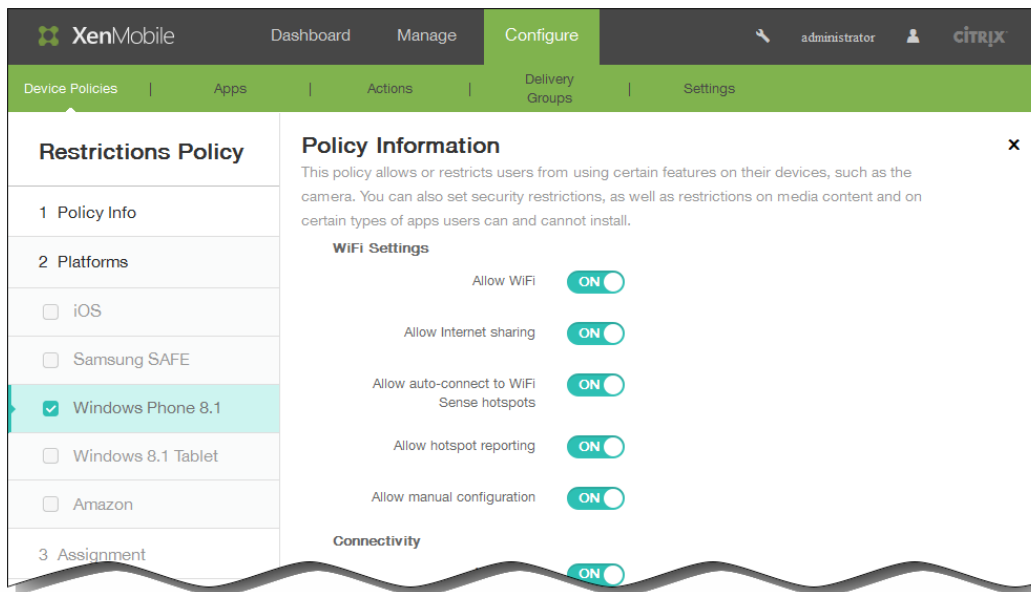 XenMobile
Dashboard
Manage
Configure
administrator
CİTRIX
Device Policies | Apps | Actions | Delivery Groups | Settings
Restrictions Policy
1 Policy Info
2 Platforms
iOS
Samsung SAFE
Windows Phone 8.1
Windows 8.1 Tablet
Amazon
3 Assignment
Policy Information
x
This policy allows or restricts users from using certain features on their devices, such as the
camera. You can also set security restrictions, as well as restrictions on media content and on
certain types of apps users can and cannot install.
WiFi Settings
Allow WiFi ON
Allow Internet sharing ON
Allow auto-connect to WiFi ON
Sense hotspots
Allow hotspot reporting ON
Allow manual configuration ON
Connectivity
ON